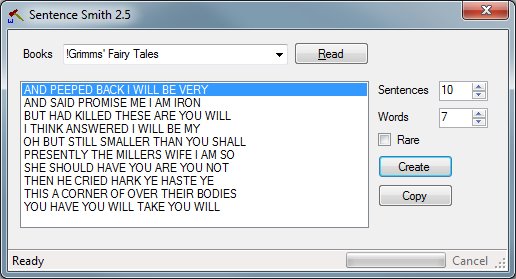 Sentence Smith 2.5
Books !Grimms' Fairy Tales Read
AND PEEPED BACK I WILL BE VERY
AND SAID PROMISE ME I AM IRON
BUT HAD KILLED THESE ARE YOU WILL
I THINK ANSWERED I WILL BE MY
OH BUT STILL SMALLER THAN YOU SHALL
PRESENTLY THE MILLERS WIFE I AM SO
SHE SHOULD HAVE YOU ARE YOU NOT
THEN HE CRIED HARK YE HASTE YE
THIS A CORNER OF OVER THEIR BODIES
YOU HAVE YOU WILL TAKE YOU WILL
Sentences 10
Words 7
Rare
Create
Copy
Ready Cancel